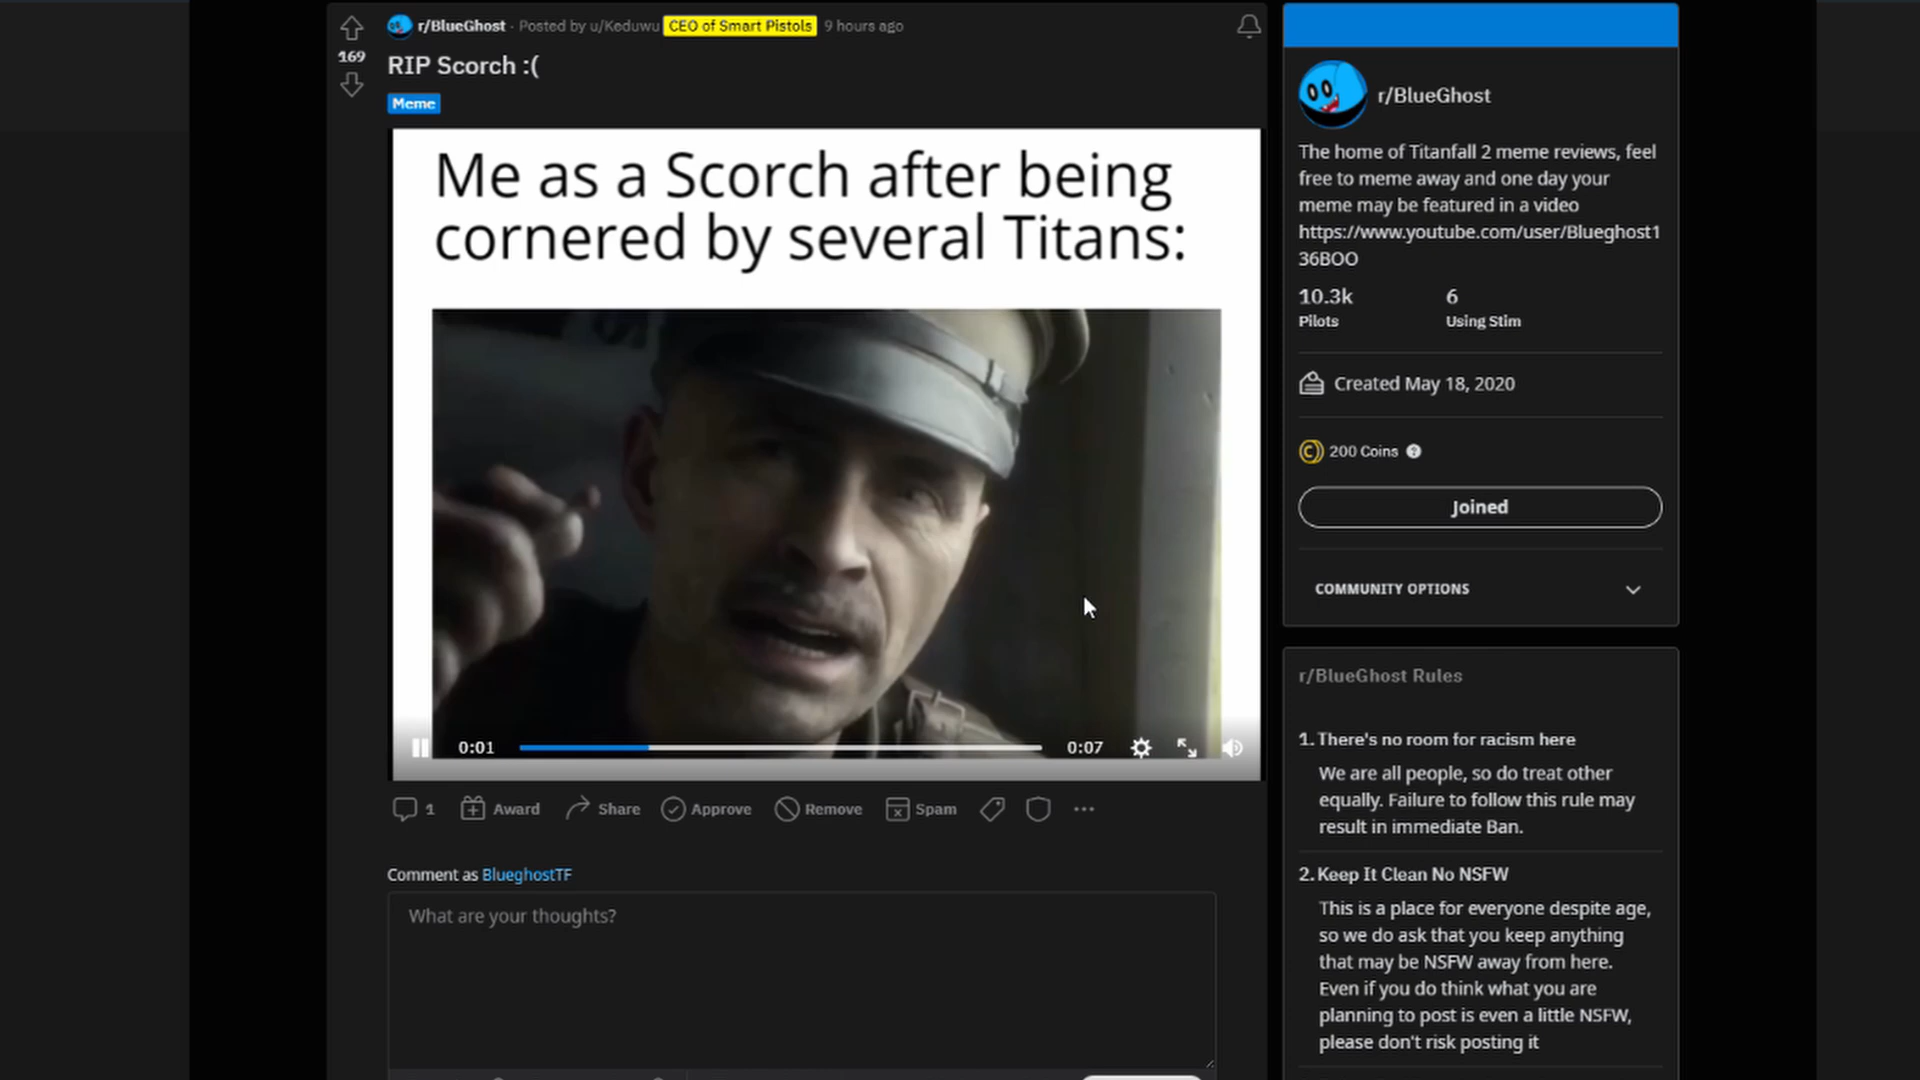 r/BlueGhost · Posted by u/Keduwu CEO of Smart Pistols 9 hours ago
169
RIP Scorch :(
Meme
Me as a Scorch after being
cornered by several Titans:
0:01
0:07
1 Award Share Approve Remove Spam
Comment as BlueghostTF
What are your thoughts?
r/BlueGhost
The home of Titanfall 2 meme reviews, feel
free to meme away and one day your
meme may be featured in a video
https://www.youtube.com/user/Blueghost1
36BOO
10.3k 6
Pilots Using Stim
Created May 18, 2020
200 Coins
Joined
COMMUNITY OPTIONS
r/BlueGhost Rules
1. There's no room for racism here
We are all people, so do treat other
equally. Failure to follow this rule may
result in immediate Ban.
2. Keep It Clean No NSFW
This is a place for everyone despite age,
so we do ask that you keep anything
that may be NSFW away from here.
Even if you do think what you are
planning to post is even a little NSFW,
please don't risk posting it